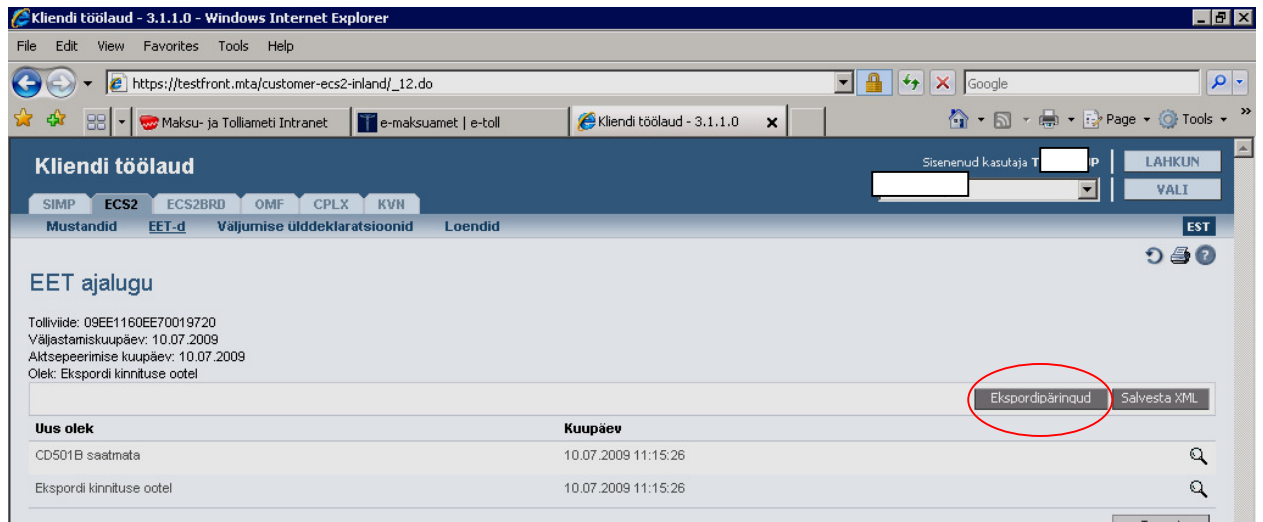 Kliendi töölaud - 3.1.1.0 - Windows Internet Explorer
File Edit View Favorites Tools Help
https://testfront.mta/customer-ecs2-inland/_12.do
Google
Maksu- ja Tolliameti Intranet e-maksuamet | e-toll Kliendi töölaud - 3.1.1.0 Page Tools
Kliendi töölaud
Sisenenud kasutaja T P LAHKUN
VALI
SIMP ECS2 ECS2BRD OMF CPLX KVN
Mustandid EET-d Väljumise ülddeklaratsioonid Loendid EST
EET ajalugu
Tolliviide: 09EE1160EE70019720
Väljastamiskuupäev: 10.07.2009
Aktsepeerimise kuupäev: 10.07.2009
Olek: Ekspordi kinnituse ootel
Ekspordipäringud Salvesta XML
Uus olek Kuupäev
CD501B saatmata 10.07.2009 11:15:26
Ekspordi kinnituse ootel 10.07.2009 11:15:26